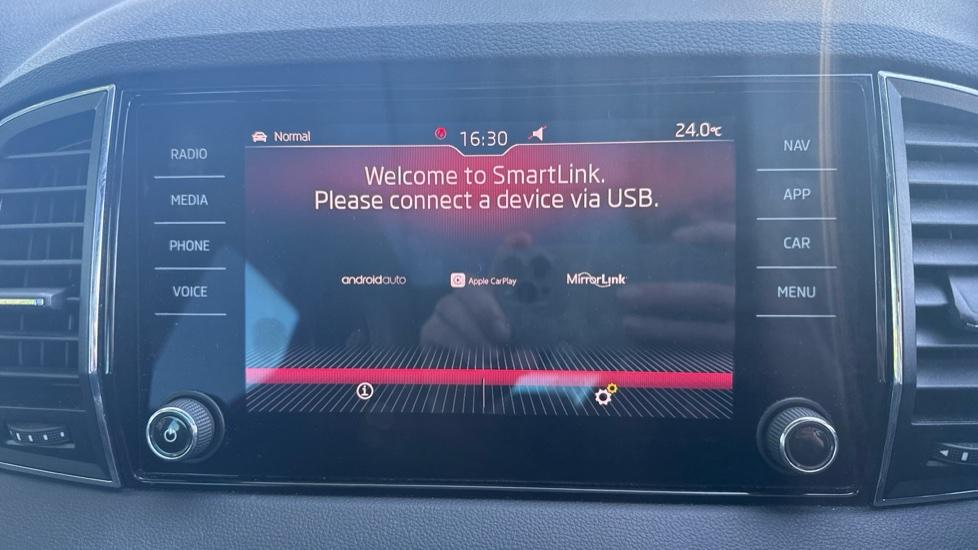 Normal
16:30
24.0°C
Welcome to SmartLink.
Please connect a device via USB.
androidauto
Apple CarPlay
MirrorLink
RADIO
MEDIA
PHONE
VOICE
NAV
APP
CAR
MENU